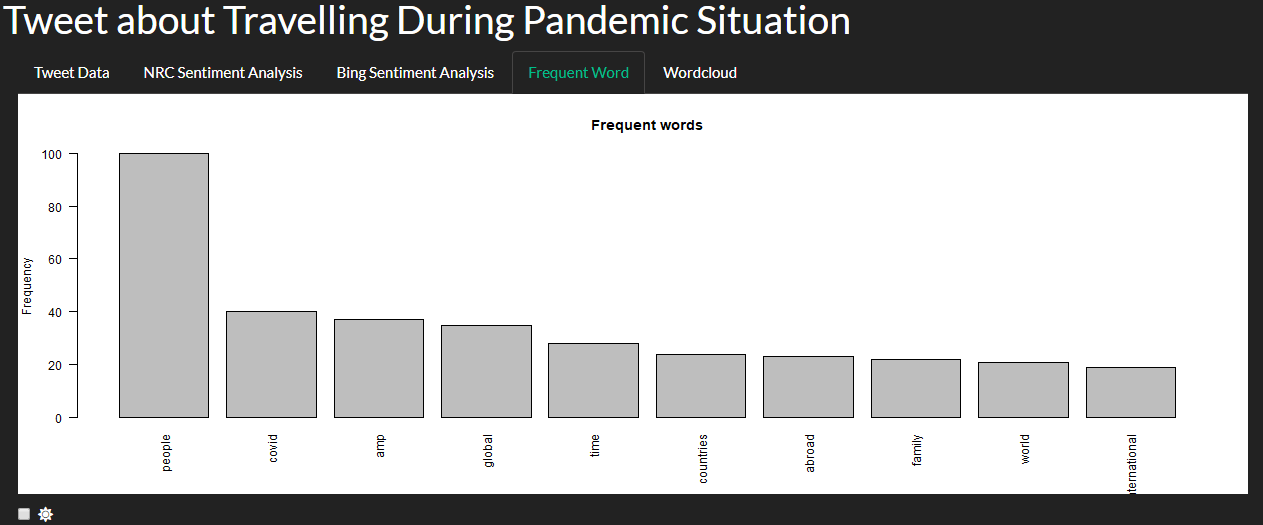 Tweet about Travelling During Pandemic Situation
Tweet Data
NRC Sentiment Analysis
Bing Sentiment Analysis
Frequent Word
Wordcloud
Frequent words
Frequency
100
80
60
40
20
0
people
covid
amp
global
time
countries
abroad
family
world
nternational